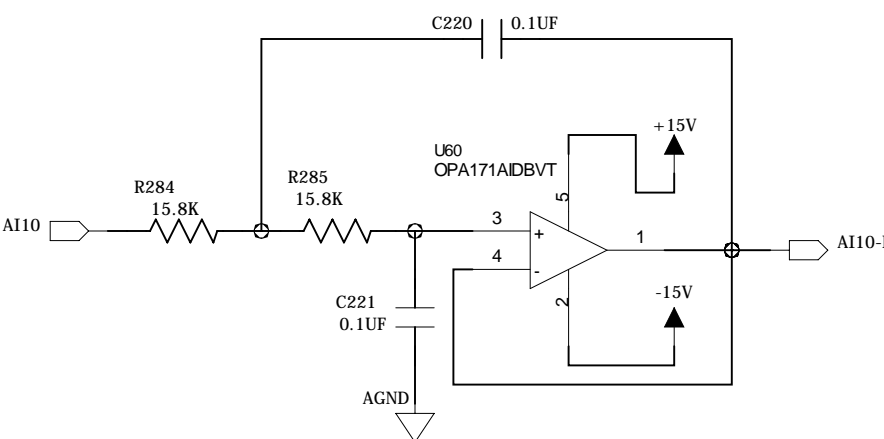 C220
0.1UF
+15V
U60
OPA171AIDBVT
R284
15.8K
R285
15.8K
5
AI10
3
+
4
-
1
2
-15V
C221
0.1UF
AGND